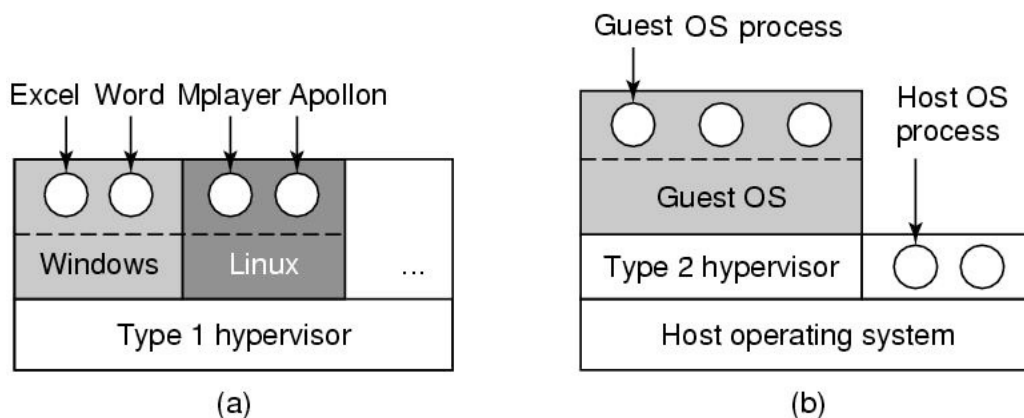 Excel Word Mplayer Apollon
Windows
Linux
...
Type 1 hypervisor
(a)
Guest OS process
Host OS
process
Guest OS
Type 2 hypervisor
Host operating system
(b)